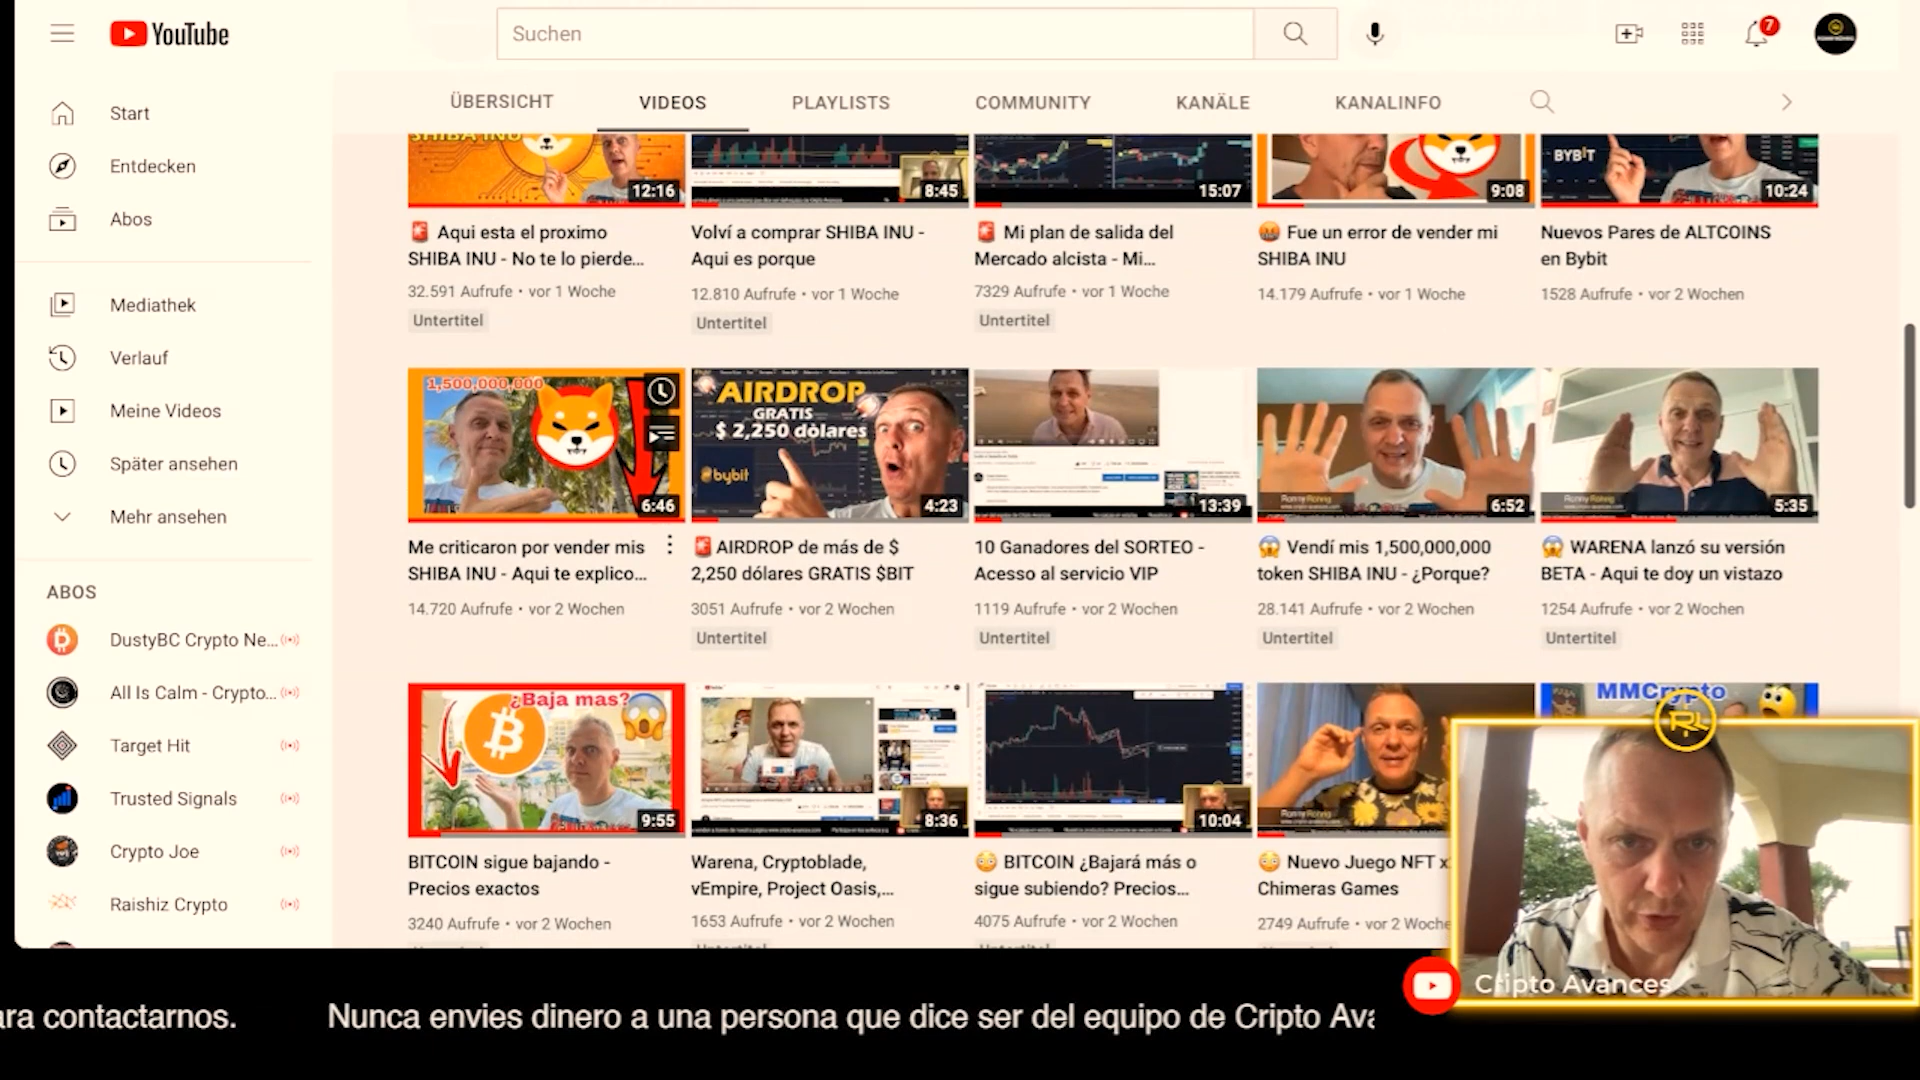 YouTube
Suchen
7
ÜBERSICHT
VIDEOS
PLAYLISTS
COMMUNITY
KANÄLE
KANALINFO
Start
Entdecken
Abos
Mediathek
Verlauf
Meine Videos
Später ansehen
Mehr ansehen
ABOS
DustyBC Crypto Ne...
All Is Calm - Crypto...
Target Hit
Trusted Signals
Crypto Joe
Raishiz Crypto
SHIBA INU
12:16
8:45
15:07
9:08
BYBIT
10:24
Aqui esta el proximo
SHIBA INU - No te lo pierde...
32.591 Aufrufe • vor 1 Woche
Untertitel
Volví a comprar SHIBA INU -
Aqui es porque
12.810 Aufrufe • vor 1 Woche
Untertitel
Mi plan de salida del
Mercado alcista - Mi...
7329 Aufrufe • vor 1 Woche
Untertitel
Fue un error de vender mi
SHIBA INU
14.179 Aufrufe • vor 1 Woche
Nuevos Pares de ALTCOINS
en Bybit
1528 Aufrufe • vor 2 Wochen
1,500,000,000
6:46
AIRDROP
GRATIS
$ 2,250 dólares
bybit
4:23
13:39
Ronny Röhrig
6:52
Ronny Röhrig
5:35
Me criticaron por vender mis
SHIBA INU - Aqui te explico...
14.720 Aufrufe • vor 2 Wochen
AIRDROP de más de $
2,250 dólares GRATIS $BIT
3051 Aufrufe • vor 2 Wochen
Untertitel
10 Ganadores del SORTEO -
Acesso al servicio VIP
1119 Aufrufe • vor 2 Wochen
Untertitel
Vendí mis 1,500,000,000
token SHIBA INU - ¿Porque?
28.141 Aufrufe • vor 2 Wochen
Untertitel
WARENA lanzó su versión
BETA - Aqui te doy un vistazo
1254 Aufrufe • vor 2 Wochen
Untertitel
¿Baja mas?
9:55
8:36
10:04
MMCrypto
BITCOIN sigue bajando -
Precios exactos
3240 Aufrufe • vor 2 Wochen
Warena, Cryptoblade,
vEmpire, Project Oasis,...
1653 Aufrufe • vor 2 Wochen
Untertitel
BITCOIN ¿Bajará más o
sigue subiendo? Precios...
4075 Aufrufe • vor 2 Wochen
Untertitel
Nuevo Juego NFT x
Chimeras Games
2749 Aufrufe • vor 2 Woche
Cripto Avances
ara contactarnos.
Nunca envies dinero a una persona que dice ser del equipo de Cripto Ava